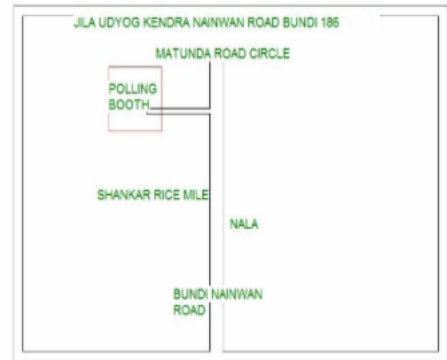 JILA UDYOG KENDRA NAINWAN ROAD BUNDI 186
MATUNDA ROAD CIRCLE
POLLING
BOOTH
SHANKAR RICE MILE
NALA
BUNDI NAINWAN
ROAD